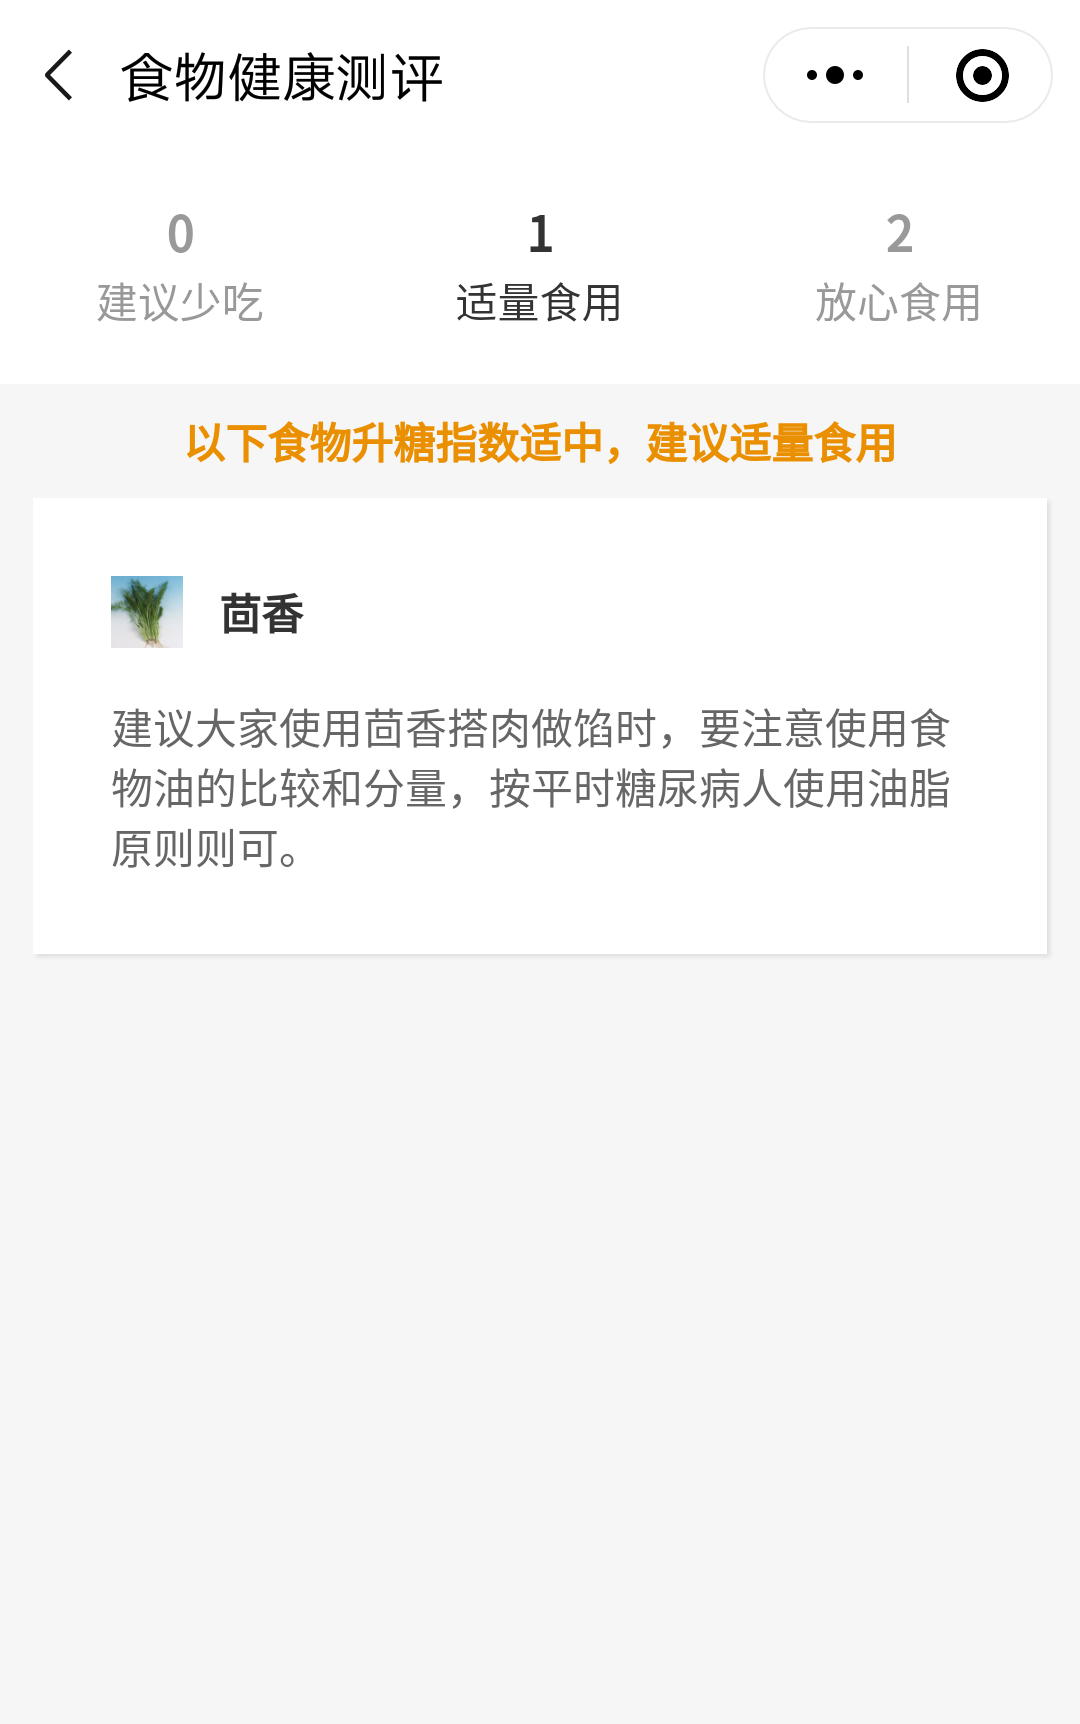 食物健康测评
0
建议少吃
1
适量食用
2
放心食用
以下食物升糖指数适中，建议适量食用
茴香
建议大家使用茴香搭肉做馅时，要注意使用食
物油的比较和分量，按平时糖尿病人使用油脂
原则则可。